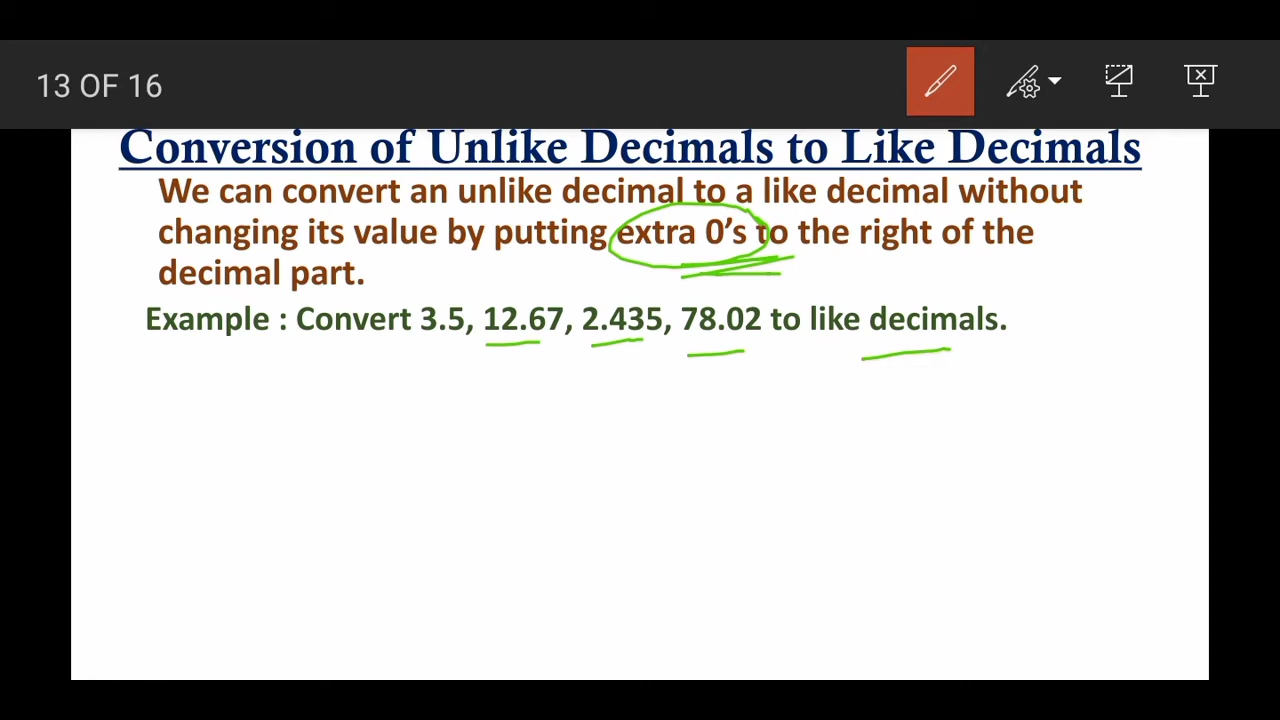 13 OF 16
Conversion of Unlike Decimals to Like Decimals
We can convert an unlike decimal to a like decimal without
changing its value by putting extra 0’s to the right of the
decimal part.
Example : Convert 3.5, 12.67, 2.435, 78.02 to like decimals.